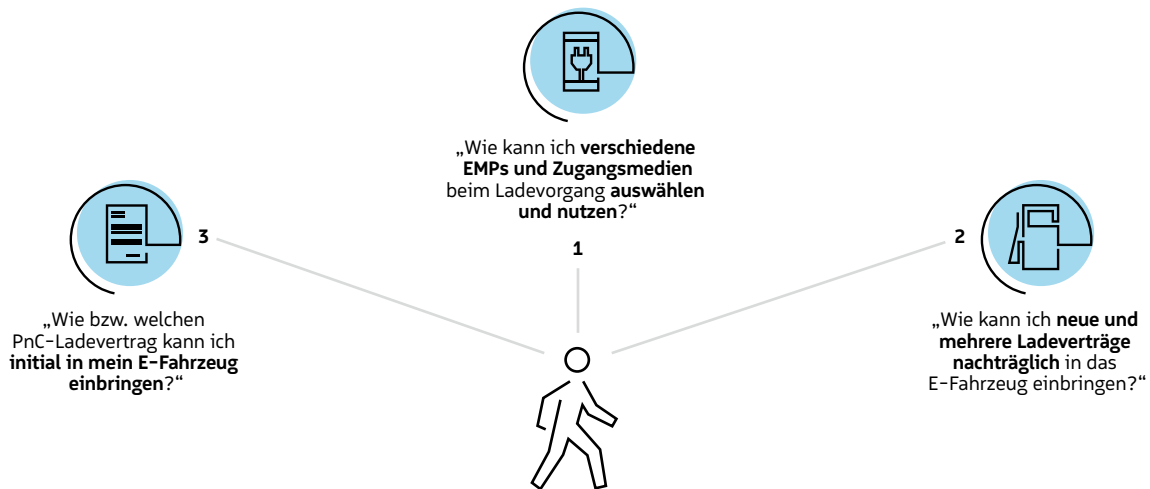 „Wie kann ich verschiedene
EMPs und Zugangsmedien
beim Ladevorgang auswählen
und nutzen?“
1
3
„Wie bzw. welchen
PnC-Ladevertrag kann ich
initial in mein E-Fahrzeug
einbringen?“
2
„Wie kann ich neue und
mehrere Ladeverträge
nachträglich in das
E-Fahrzeug einbringen?“